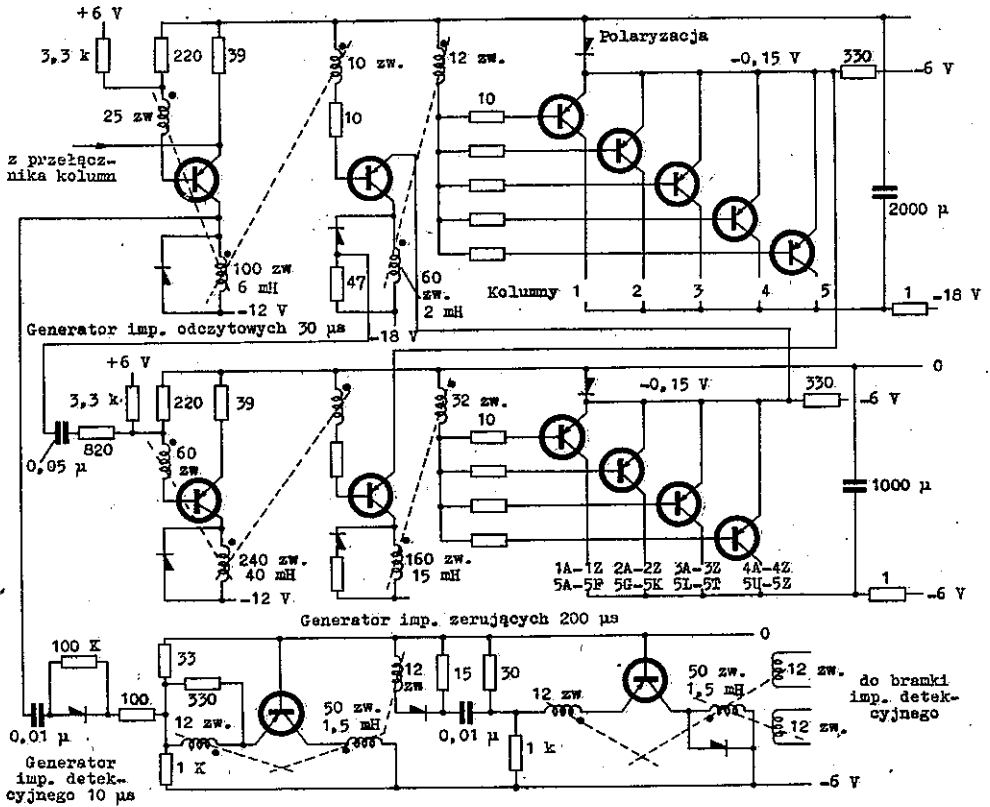 +6 V
3,3 k
220
39
10 zw.
12 zw.
Polaryzacja
-0,15 V
330
-6 V
25 zw
10
10
z przełącz-
nika kolumn
2000 µ
100 zw.
6 mH
47
60
zw.
2 mH
Kolumny 1 2 3 4 5
1
-18 V
-12 V
-18 V
Generator imp. odczytowych 30 µs
+6 V
0
3,3 k
220
39
32 zw.
-0,15 V
330
-6 V
10
0,05 µ
820
60
zw.
1000 µ
240 zw.
40 mH
160 zw.
15 mH
1A-1Z 2A-2Z 3A-3Z 4A-4Z
5A-5F 5G-5K 5L-5T 5U-5Z
-12 V
1
-6 V
Generator imp. zerujących 200 µs
0
100 K
33
330
12
zw.
15
30
50 zw.
1,5 mH
12 zw.
do bramki
imp. detek-
cyjnego
100
12 zw.
50 zw.
1,5 mH
12 zw.
12
zw.
0,01 µ
0,01 µ
1 k
1 K
Generator
imp. detek-
cyjnego 10 µs
-6 V